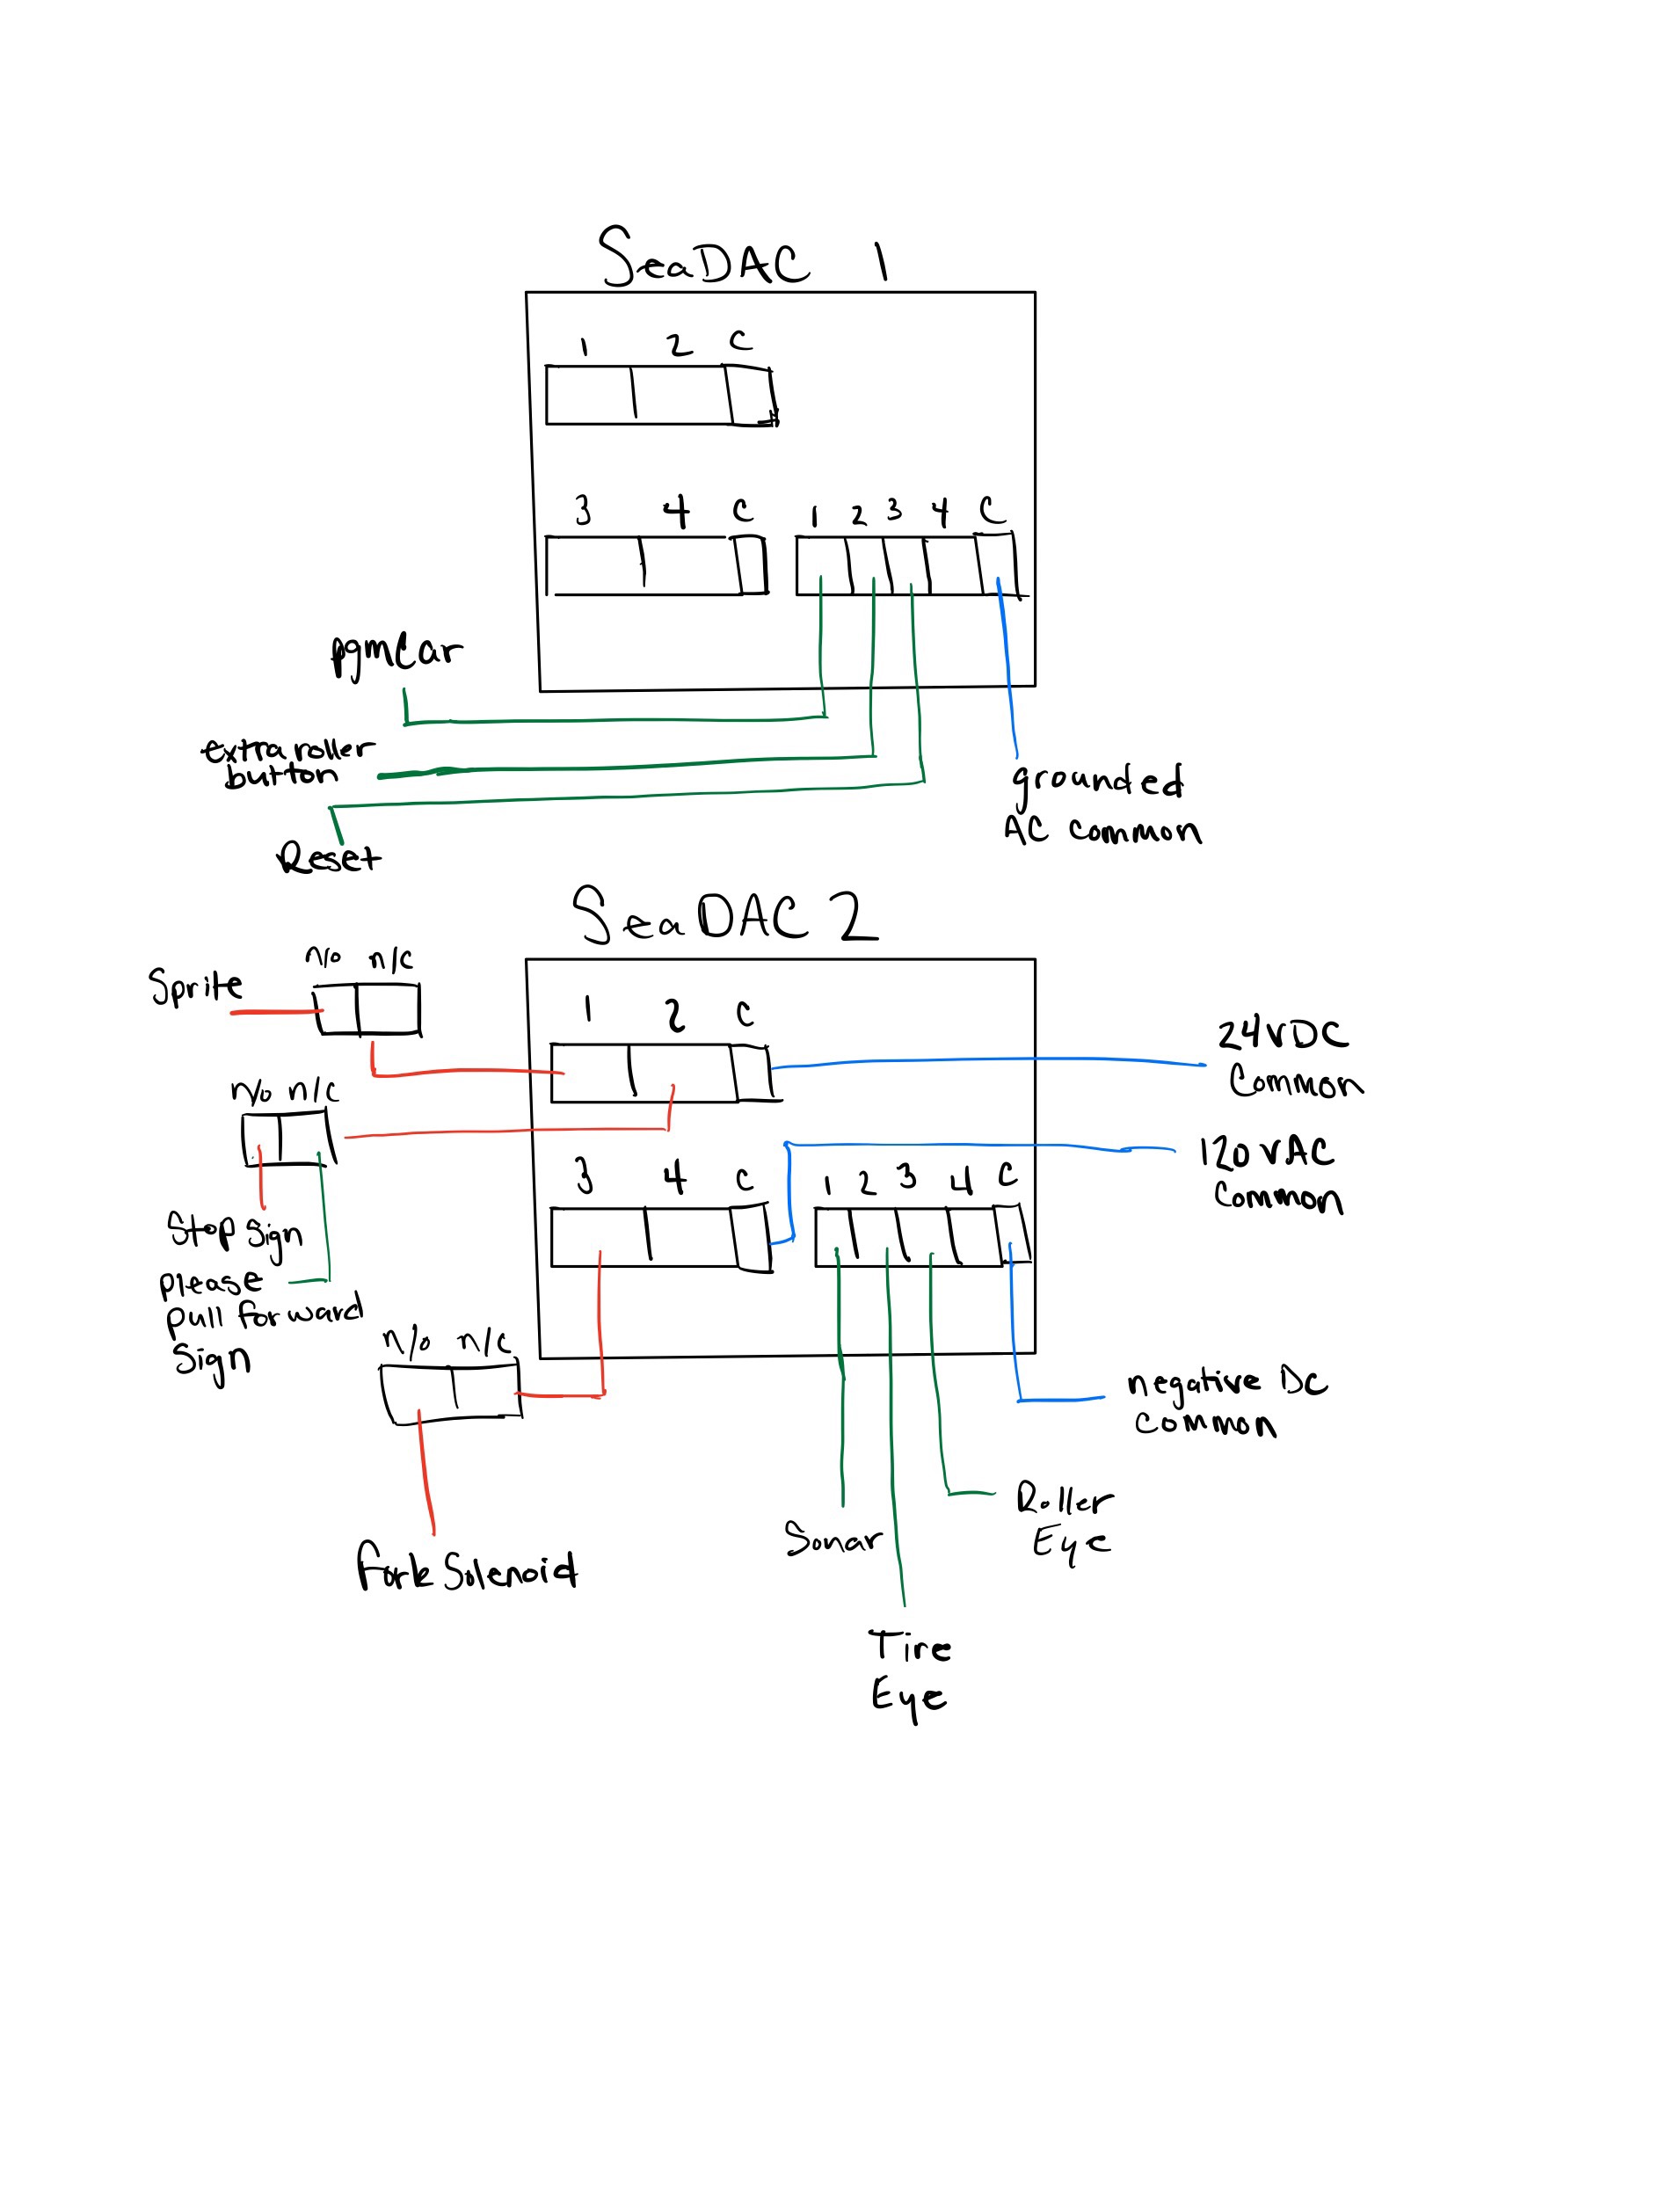 SeaDAC 1
1 2 C
3 4 C 1 2 3 4 C
pgmCar
extra roller
button
grounded
AC common
Reset
SeaDAC 2
n/o n/c
Sprite
1 2 C
24VDC
Common
n/o n/c
120VAC
Common
3 4 C 1 2 3 4 C
Stop Sign
please
pull forward
Sign
n/o n/c
negative DC
Common
Roller
Eye
Sonar
Fork Solenoid
Tire
Eye